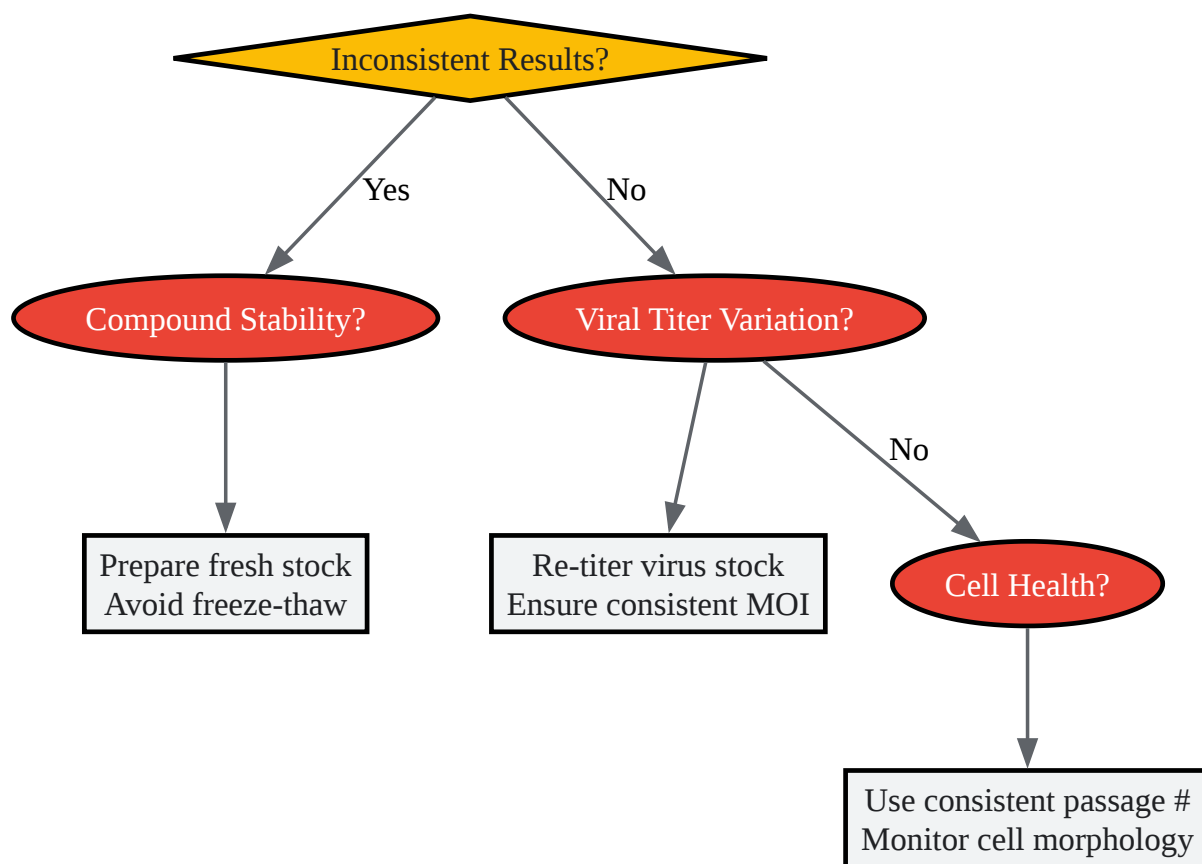 Inconsistent Results?
Yes
No
Compound Stability?
Viral Titer Variation?
No
Prepare fresh stock
Avoid freeze-thaw
Re-titer virus stock
Ensure consistent MOI
Cell Health?
Use consistent passage #
Monitor cell morphology